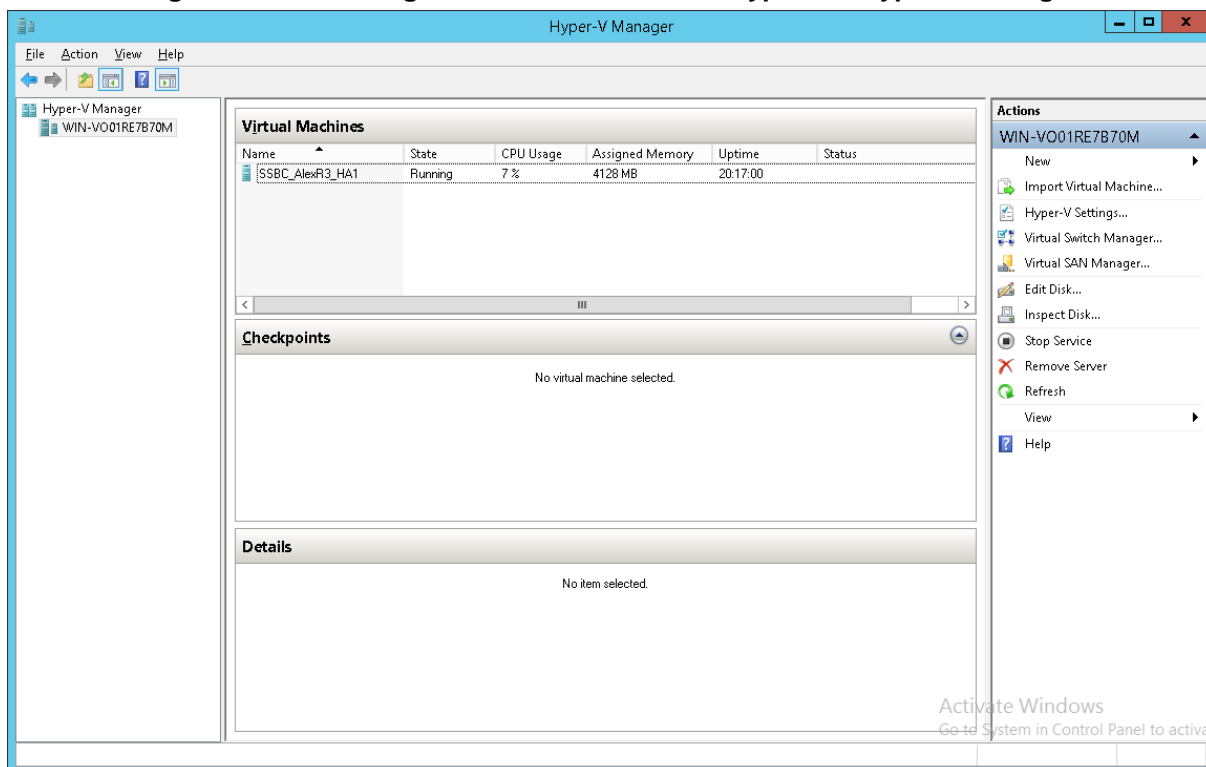 Hyper-V Manager
File Action View Help
Hyper-V Manager
WIN-VO01RE7B70M
Virtual Machines
Name State CPU Usage Assigned Memory Uptime Status
SSBC_AlexR3_HA1 Running 7 % 4128 MB 20:17:00
Checkpoints
No virtual machine selected.
Details
No item selected.
Actions
WIN-VO01RE7B70M
New
Import Virtual Machine...
Hyper-V Settings...
Virtual Switch Manager...
Virtual SAN Manager...
Edit Disk...
Inspect Disk...
Stop Service
Remove Server
Refresh
View
Help
Activate Windows
Go to System in Control Panel to activa